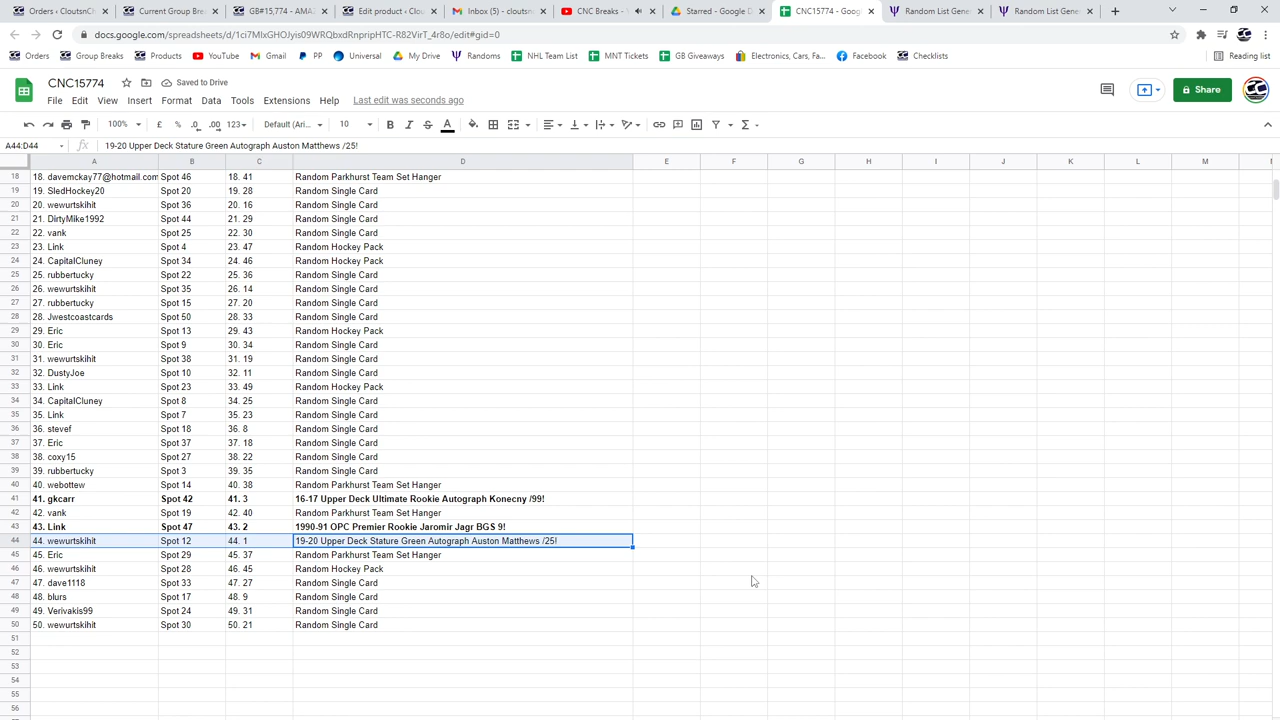 Orders < CloutsnC
Current Group Brea
GB#15,774 - AMAZ
Edit product < Clou
Inbox (5) - cloutsn
CNC Breaks -
Starred - Google D
CNC15774 - Goog
Random List Gene
Random List Gene
docs.google.com/spreadsheets/d/1ci7MlxGHOJyis09WRQbxdRnpripHTC-R82VirT_4r8o/edit#gid=0
Orders
Group Breaks
Products
YouTube
Gmail
PP
Universal
My Drive
Randoms
NHL Team List
MNT Tickets
GB Giveaways
Electronics, Cars, Fa...
Facebook
Checklists
Reading list
CNC15774
Saved to Drive
File Edit View Insert Format Data Tools Extensions Help Last edit was seconds ago
Share
100% £ % .0 .00 123 Default (Ari... 10 B I S A
A44:D44 fx 19-20 Upper Deck Stature Green Autograph Auston Matthews /25!
A B C D E F G H I J K L M
18 18. davemckay77@hotmail.com Spot 46 18. 41 Random Parkhurst Team Set Hanger
19 19. SledHockey20 Spot 20 19. 28 Random Single Card
20 20. wewurtskihit Spot 36 20. 16 Random Single Card
21 21. DirtyMike1992 Spot 44 21. 29 Random Single Card
22 22. vank Spot 25 22. 30 Random Single Card
23 23. Link Spot 4 23. 47 Random Hockey Pack
24 24. CapitalCluney Spot 34 24. 46 Random Hockey Pack
25 25. rubbertucky Spot 22 25. 36 Random Single Card
26 26. wewurtskihit Spot 35 26. 14 Random Single Card
27 27. rubbertucky Spot 15 27. 20 Random Single Card
28 28. Jwestcoastcards Spot 50 28. 33 Random Single Card
29 29. Eric Spot 13 29. 43 Random Hockey Pack
30 30. Eric Spot 9 30. 34 Random Single Card
31 31. wewurtskihit Spot 38 31. 19 Random Single Card
32 32. DustyJoe Spot 10 32. 11 Random Single Card
33 33. Link Spot 23 33. 49 Random Hockey Pack
34 34. CapitalCluney Spot 8 34. 25 Random Single Card
35 35. Link Spot 7 35. 23 Random Single Card
36 36. stevef Spot 18 36. 8 Random Single Card
37 37. Eric Spot 37 37. 18 Random Single Card
38 38. coxy15 Spot 27 38. 22 Random Single Card
39 39. rubbertucky Spot 3 39. 35 Random Single Card
40 40. webottew Spot 14 40. 38 Random Parkhurst Team Set Hanger
41 41. gkcarr Spot 42 41. 3 16-17 Upper Deck Ultimate Rookie Autograph Konecny /99!
42 42. vank Spot 19 42. 40 Random Parkhurst Team Set Hanger
43 43. Link Spot 47 43. 2 1990-91 OPC Premier Rookie Jaromir Jagr BGS 9!
44 44. wewurtskihit Spot 12 44. 1 19-20 Upper Deck Stature Green Autograph Auston Matthews /25!
45 45. Eric Spot 29 45. 37 Random Parkhurst Team Set Hanger
46 46. wewurtskihit Spot 28 46. 45 Random Hockey Pack
47 47. dave1118 Spot 33 47. 27 Random Single Card
48 48. blurs Spot 17 48. 9 Random Single Card
49 49. Verivakis99 Spot 24 49. 31 Random Single Card
50 50. wewurtskihit Spot 30 50. 21 Random Single Card
51
52
53
54
55
56